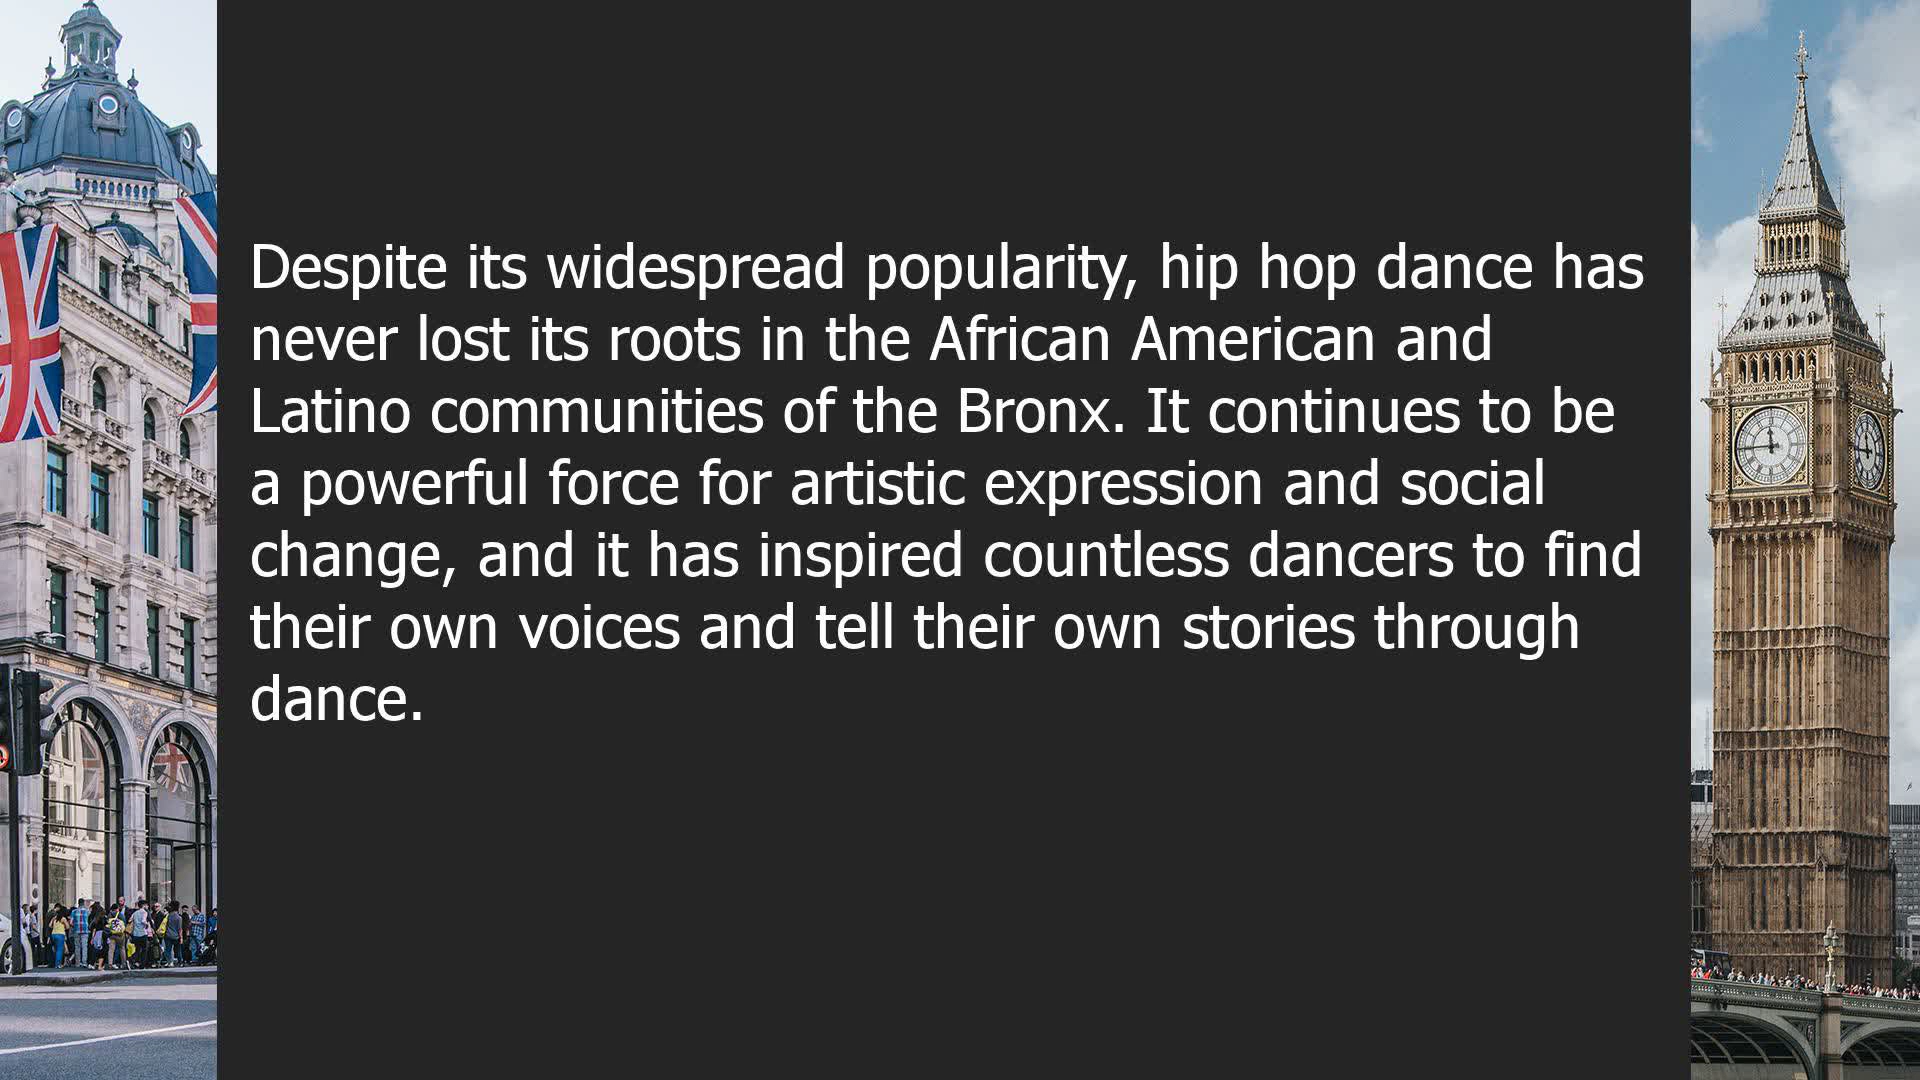 Despite its widespread popularity, hip hop dance has
never lost its roots in the African American and
Latino communities of the Bronx. It continues to be
a powerful force for artistic expression and social
change, and it has inspired countless dancers to find
their own voices and tell their own stories through
dance.